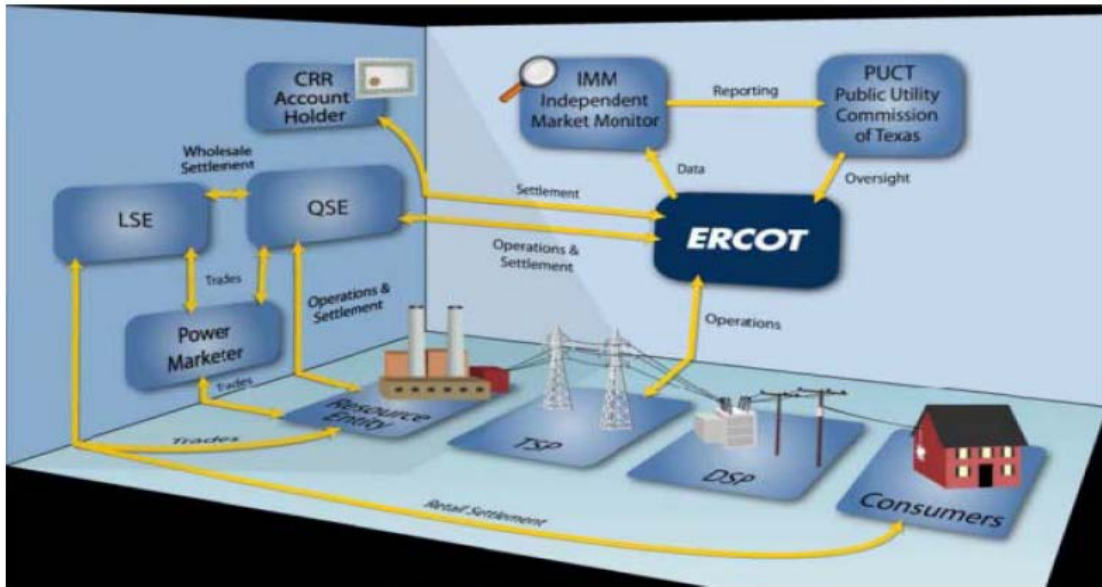 CRR
Account
Holder
IMM
Independent
Market Monitor
Reporting
PUCT
Public Utility
Commission
of Texas
Wholesale
Settlement
Data
Oversight
LSE
QSE
Settlement
ERCOT
Operations &
Settlement
Trades
Operations &
Settlement
Operations
Power
Marketer
Trades
Resource
Entity
Trades
TSP
DSP
Consumers
Retail Settlement